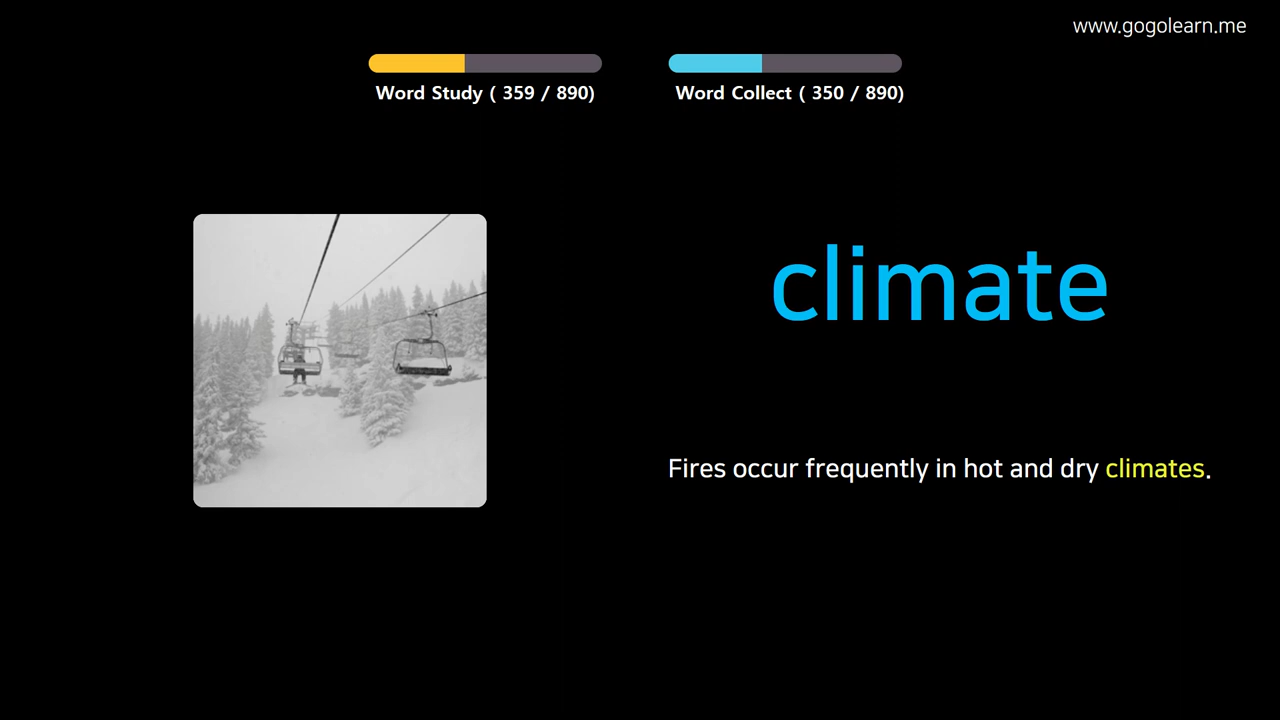 www.gogolearn.me
Word Study ( 359 / 890)
Word Collect ( 350 / 890)
climate
Fires occur frequently in hot and dry climates.